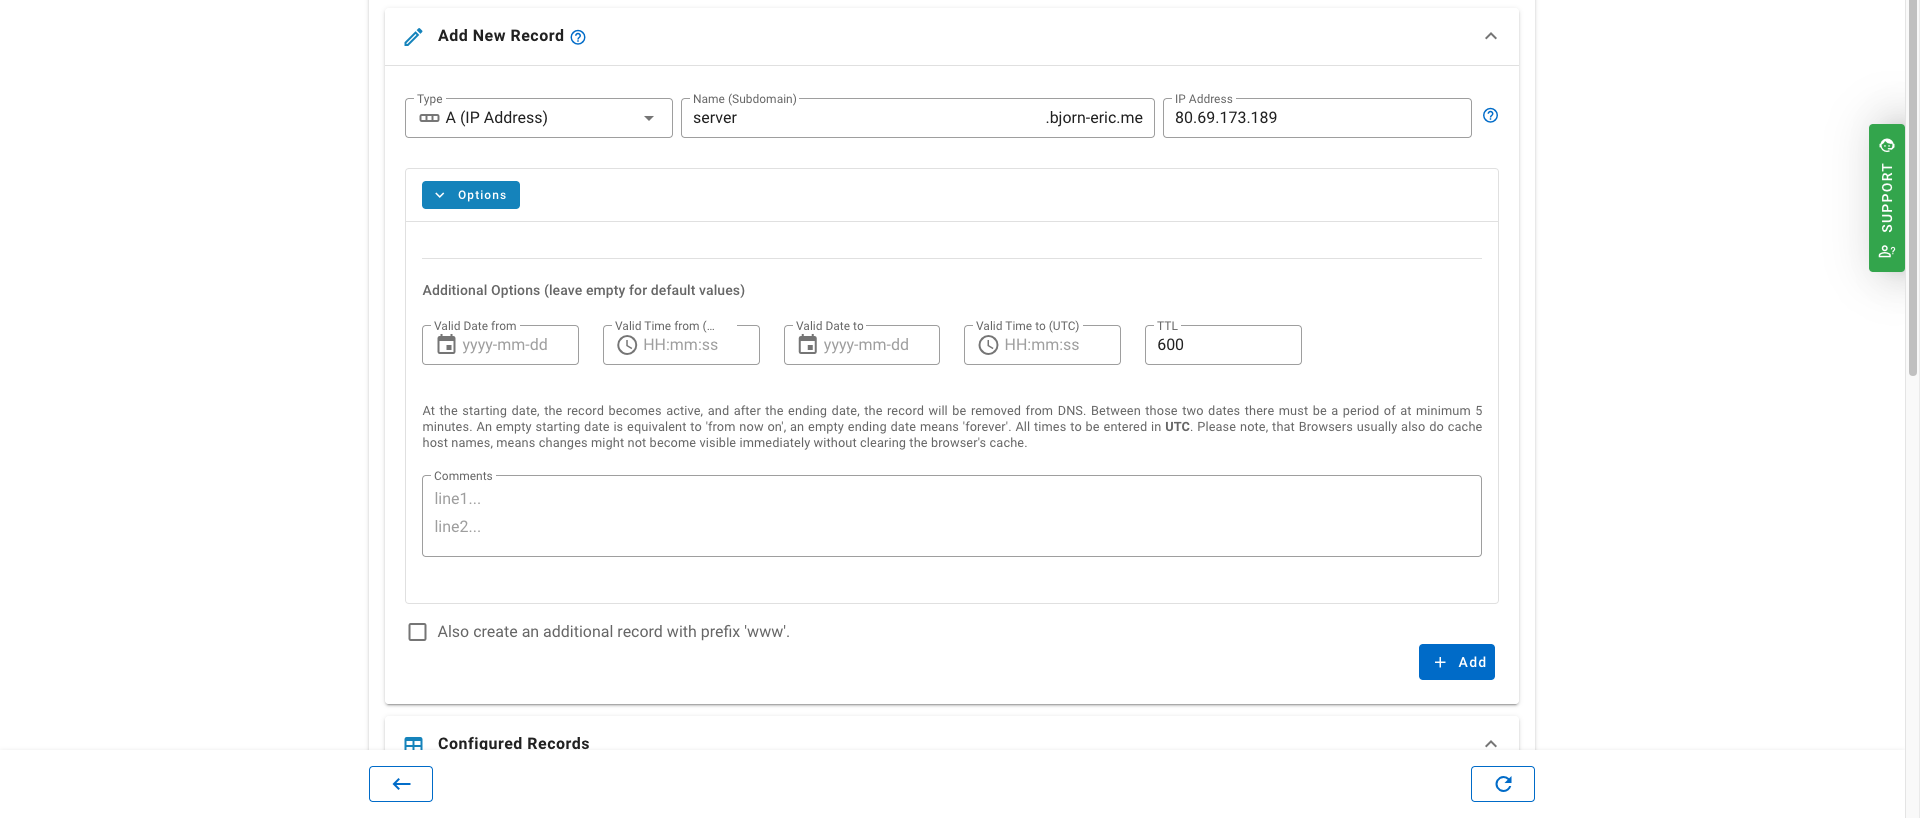 Add New Record
Type
A (IP Address)
Name (Subdomain)
server
.bjorn-eric.me
IP Address
80.69.173.189
Options
Additional Options (leave empty for default values)
Valid Date from
yyyy-mm-dd
Valid Time from (...
HH:mm:ss
Valid Date to
yyyy-mm-dd
Valid Time to (UTC)
HH:mm:ss
TTL
600
At the starting date, the record becomes active, and after the ending date, the record will be removed from DNS. Between those two dates there must be a period of at minimum 5
minutes. An empty starting date is equivalent to 'from now on', an empty ending date means 'forever'. All times to be entered in UTC. Please note, that Browsers usually also do cache
host names, means changes might not become visible immediately without clearing the browser's cache.
Comments
line1...
line2...
Also create an additional record with prefix 'www'.
Add
Configured Records
SUPPORT